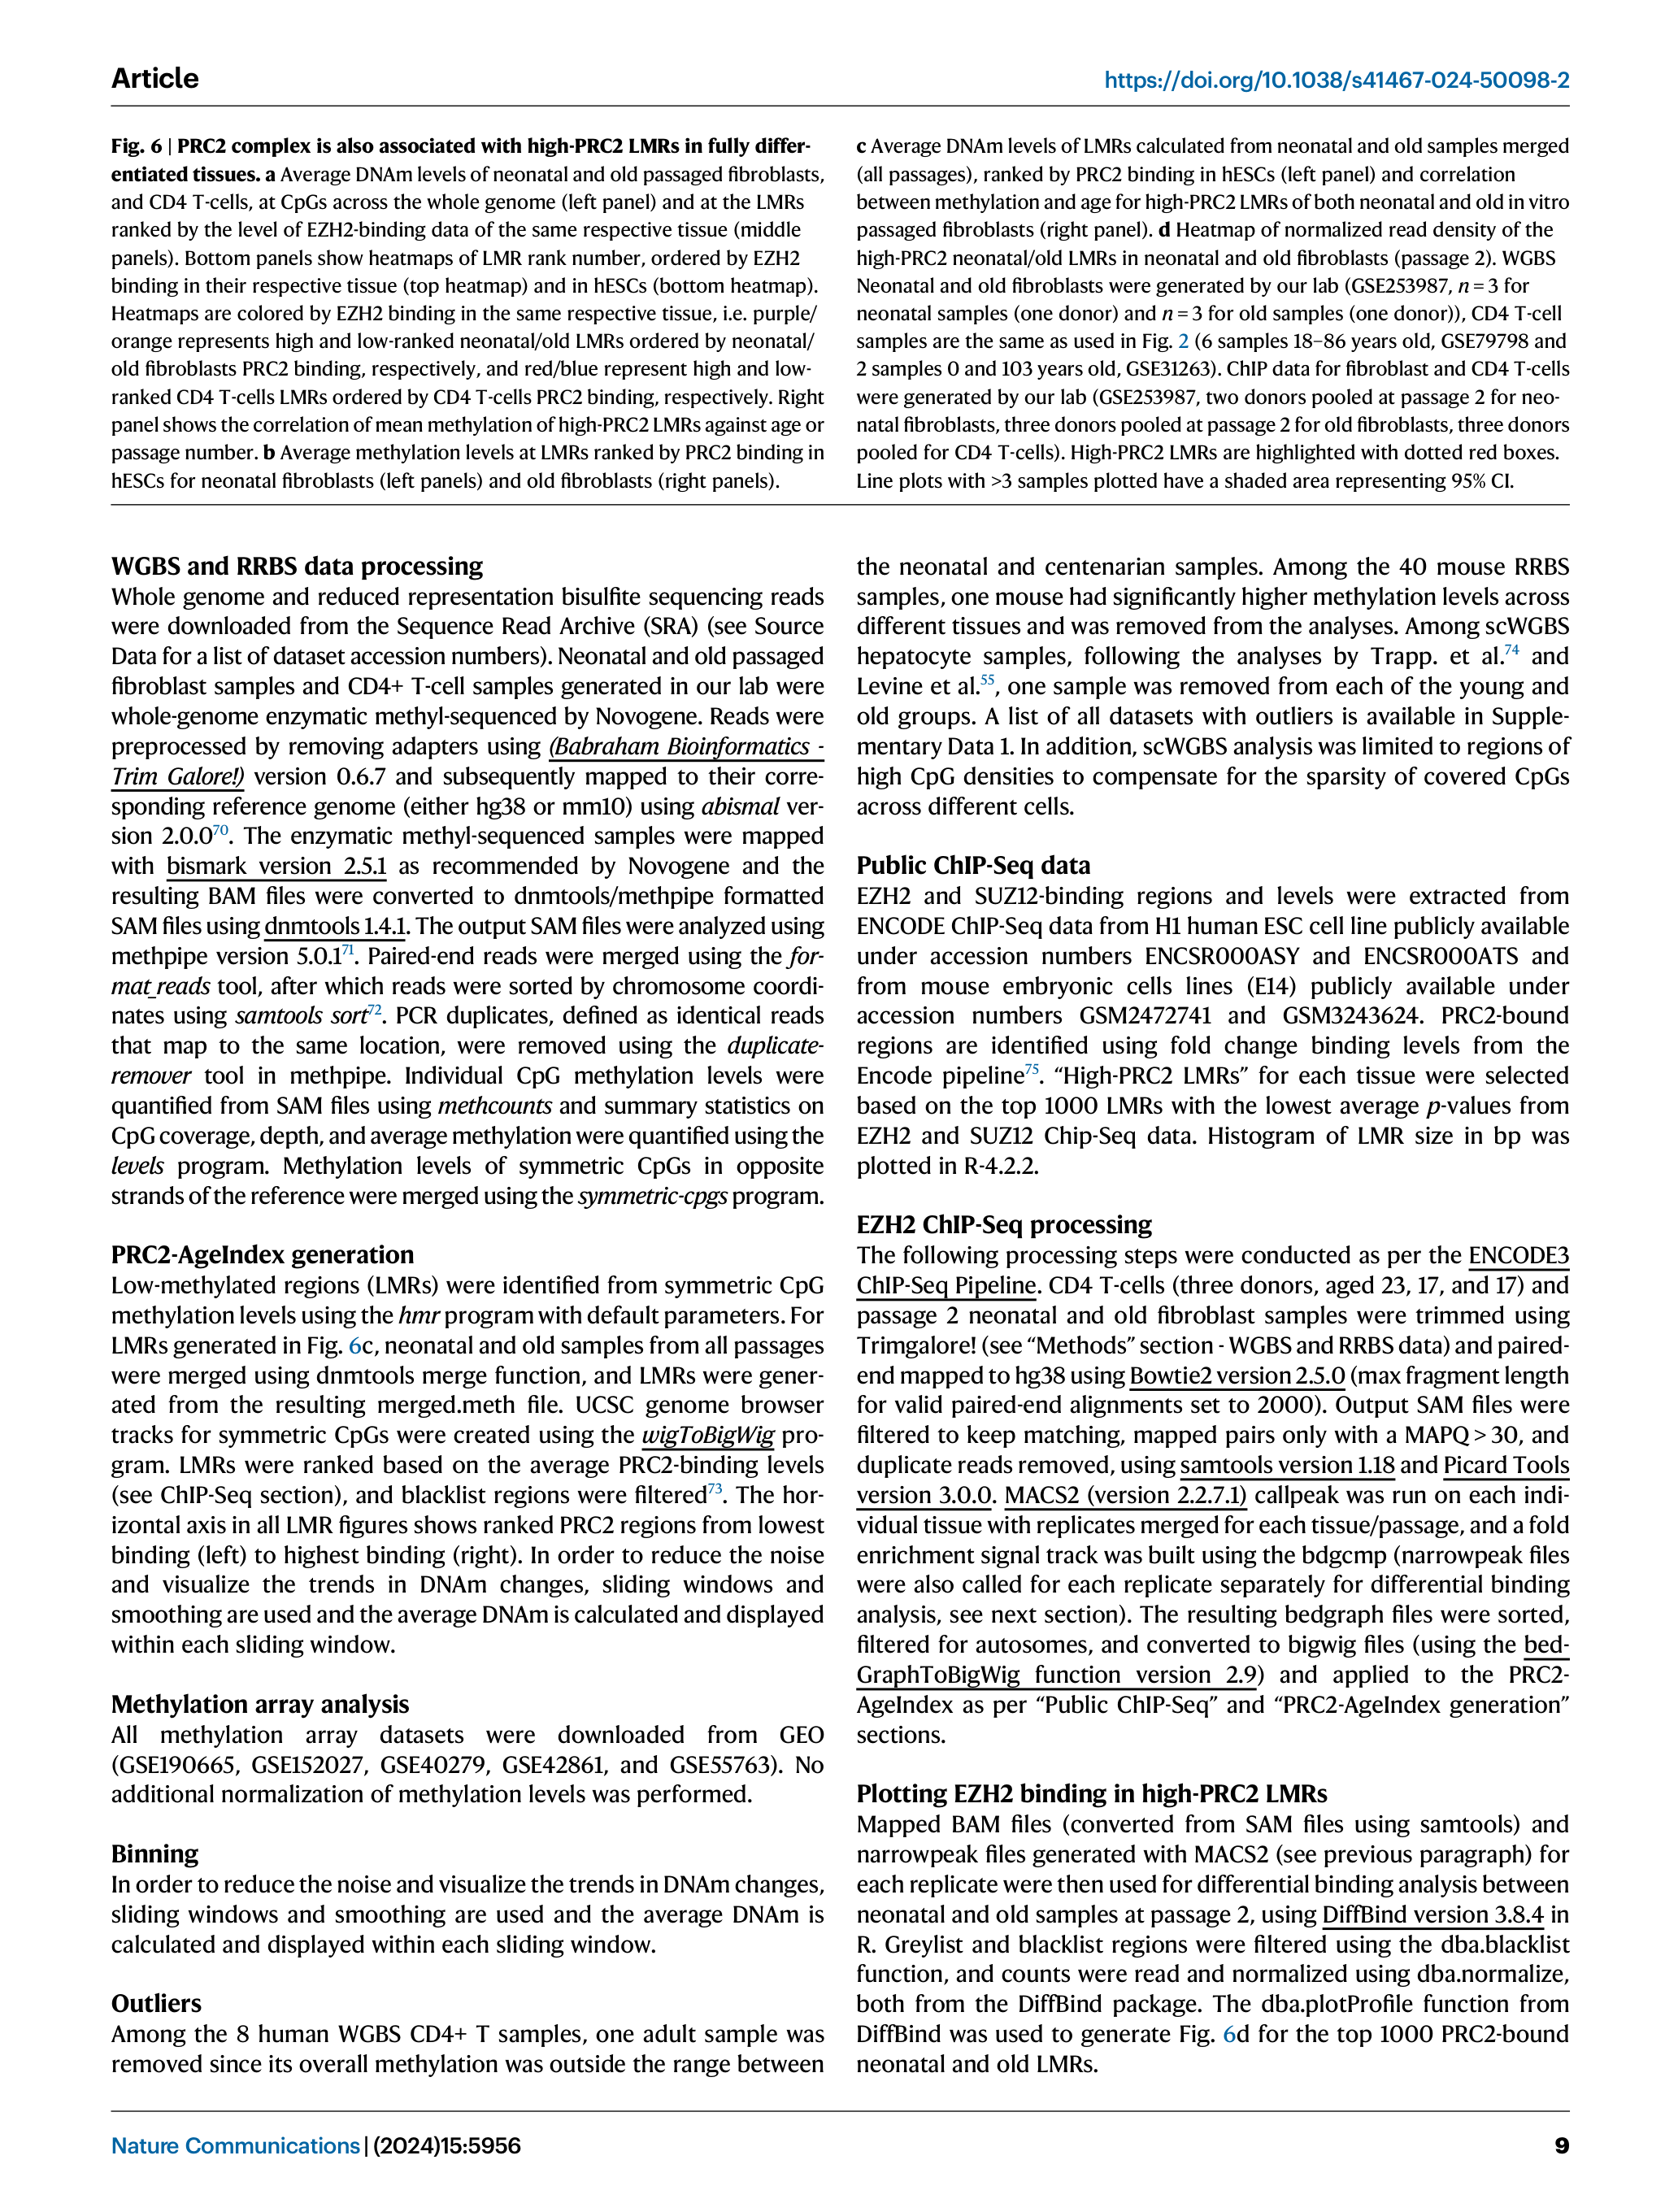 Article
https://doi.org/10.1038/s41467-024-50098-2
Fig. 6 | PRC2 complex is also associated with high-PRC2 LMRs in fully differ-
entiated tissues. a Average DNAm levels of neonatal and old passaged fibroblasts,
and CD4 T-cells, at CpGs across the whole genome (left panel) and at the LMRs
ranked by the level of EZH2-binding data of the same respective tissue (middle
panels). Bottom panels show heatmaps of LMR rank number, ordered by EZH2
binding in their respective tissue (top heatmap) and in hESCs (bottom heatmap).
Heatmaps are colored by EZH2 binding in the same respective tissue, i.e. purple/
orange represents high and low-ranked neonatal/old LMRs ordered by neonatal/
old fibroblasts PRC2 binding, respectively, and red/blue represent high and low-
ranked CD4 T-cells LMRs ordered by CD4 T-cells PRC2 binding, respectively. Right
panel shows the correlation of mean methylation of high-PRC2 LMRs against age or
passage number. b Average methylation levels at LMRs ranked by PRC2 binding in
hESCs for neonatal fibroblasts (left panels) and old fibroblasts (right panels).
c Average DNAm levels of LMRs calculated from neonatal and old samples merged
(all passages), ranked by PRC2 binding in hESCs (left panel) and correlation
between methylation and age for high-PRC2 LMRs of both neonatal and old in vitro
passaged fibroblasts (right panel). d Heatmap of normalized read density of the
high-PRC2 neonatal/old LMRs in neonatal and old fibroblasts (passage 2). WGBS
Neonatal and old fibroblasts were generated by our lab (GSE253987, n = 3 for
neonatal samples (one donor) and n = 3 for old samples (one donor)), CD4 T-cell
samples are the same as used in Fig. 2 (6 samples 18–86 years old, GSE79798 and
2 samples 0 and 103 years old, GSE31263). ChIP data for fibroblast and CD4 T-cells
were generated by our lab (GSE253987, two donors pooled at passage 2 for neo-
natal fibroblasts, three donors pooled at passage 2 for old fibroblasts, three donors
pooled for CD4 T-cells). High-PRC2 LMRs are highlighted with dotted red boxes.
Line plots with >3 samples plotted have a shaded area representing 95% CI.
WGBS and RRBS data processing
Whole genome and reduced representation bisulfite sequencing reads
were downloaded from the Sequence Read Archive (SRA) (see Source
Data for a list of dataset accession numbers). Neonatal and old passaged
fibroblast samples and CD4+ T-cell samples generated in our lab were
whole-genome enzymatic methyl-sequenced by Novogene. Reads were
preprocessed by removing adapters using (Babraham Bioinformatics -
Trim Galore!) version 0.6.7 and subsequently mapped to their corre-
sponding reference genome (either hg38 or mm10) using abismal ver-
sion 2.0.0⁷⁰. The enzymatic methyl-sequenced samples were mapped
with bismark version 2.5.1 as recommended by Novogene and the
resulting BAM files were converted to dnmtools/methpipe formatted
SAM files using dnmtools 1.4.1. The output SAM files were analyzed using
methpipe version 5.0.1⁷¹. Paired-end reads were merged using the for-
mat_reads tool, after which reads were sorted by chromosome coordi-
nates using samtools sort⁷². PCR duplicates, defined as identical reads
that map to the same location, were removed using the duplicate-
remover tool in methpipe. Individual CpG methylation levels were
quantified from SAM files using methcounts and summary statistics on
CpG coverage, depth, and average methylation were quantified using the
levels program. Methylation levels of symmetric CpGs in opposite
strands of the reference were merged using the symmetric-cpgs program.
PRC2-AgeIndex generation
Low-methylated regions (LMRs) were identified from symmetric CpG
methylation levels using the hmr program with default parameters. For
LMRs generated in Fig. 6c, neonatal and old samples from all passages
were merged using dnmtools merge function, and LMRs were gener-
ated from the resulting merged.meth file. UCSC genome browser
tracks for symmetric CpGs were created using the wigToBigWig pro-
gram. LMRs were ranked based on the average PRC2-binding levels
(see ChIP-Seq section), and blacklist regions were filtered⁷³. The hor-
izontal axis in all LMR figures shows ranked PRC2 regions from lowest
binding (left) to highest binding (right). In order to reduce the noise
and visualize the trends in DNAm changes, sliding windows and
smoothing are used and the average DNAm is calculated and displayed
within each sliding window.
Methylation array analysis
All methylation array datasets were downloaded from GEO
(GSE190665, GSE152027, GSE40279, GSE42861, and GSE55763). No
additional normalization of methylation levels was performed.
Binning
In order to reduce the noise and visualize the trends in DNAm changes,
sliding windows and smoothing are used and the average DNAm is
calculated and displayed within each sliding window.
Outliers
Among the 8 human WGBS CD4+ T samples, one adult sample was
removed since its overall methylation was outside the range between
the neonatal and centenarian samples. Among the 40 mouse RRBS
samples, one mouse had significantly higher methylation levels across
different tissues and was removed from the analyses. Among scWGBS
hepatocyte samples, following the analyses by Trapp. et al.⁷⁴ and
Levine et al.⁵⁵, one sample was removed from each of the young and
old groups. A list of all datasets with outliers is available in Supple-
mentary Data 1. In addition, scWGBS analysis was limited to regions of
high CpG densities to compensate for the sparsity of covered CpGs
across different cells.
Public ChIP-Seq data
EZH2 and SUZ12-binding regions and levels were extracted from
ENCODE ChIP-Seq data from H1 human ESC cell line publicly available
under accession numbers ENCSR000ASY and ENCSR000ATS and
from mouse embryonic cells lines (E14) publicly available under
accession numbers GSM2472741 and GSM3243624. PRC2-bound
regions are identified using fold change binding levels from the
Encode pipeline⁷⁵. “High-PRC2 LMRs” for each tissue were selected
based on the top 1000 LMRs with the lowest average p-values from
EZH2 and SUZ12 Chip-Seq data. Histogram of LMR size in bp was
plotted in R-4.2.2.
EZH2 ChIP-Seq processing
The following processing steps were conducted as per the ENCODE3
ChIP-Seq Pipeline. CD4 T-cells (three donors, aged 23, 17, and 17) and
passage 2 neonatal and old fibroblast samples were trimmed using
Trimgalore! (see “Methods” section - WGBS and RRBS data) and paired-
end mapped to hg38 using Bowtie2 version 2.5.0 (max fragment length
for valid paired-end alignments set to 2000). Output SAM files were
filtered to keep matching, mapped pairs only with a MAPQ > 30, and
duplicate reads removed, using samtools version 1.18 and Picard Tools
version 3.0.0. MACS2 (version 2.2.7.1) callpeak was run on each indi-
vidual tissue with replicates merged for each tissue/passage, and a fold
enrichment signal track was built using the bdgcmp (narrowpeak files
were also called for each replicate separately for differential binding
analysis, see next section). The resulting bedgraph files were sorted,
filtered for autosomes, and converted to bigwig files (using the bed-
GraphToBigWig function version 2.9) and applied to the PRC2-
AgeIndex as per “Public ChIP-Seq” and “PRC2-AgeIndex generation”
sections.
Plotting EZH2 binding in high-PRC2 LMRs
Mapped BAM files (converted from SAM files using samtools) and
narrowpeak files generated with MACS2 (see previous paragraph) for
each replicate were then used for differential binding analysis between
neonatal and old samples at passage 2, using DiffBind version 3.8.4 in
R. Greylist and blacklist regions were filtered using the dba.blacklist
function, and counts were read and normalized using dba.normalize,
both from the DiffBind package. The dba.plotProfile function from
DiffBind was used to generate Fig. 6d for the top 1000 PRC2-bound
neonatal and old LMRs.
Nature Communications | (2024)15:5956
9